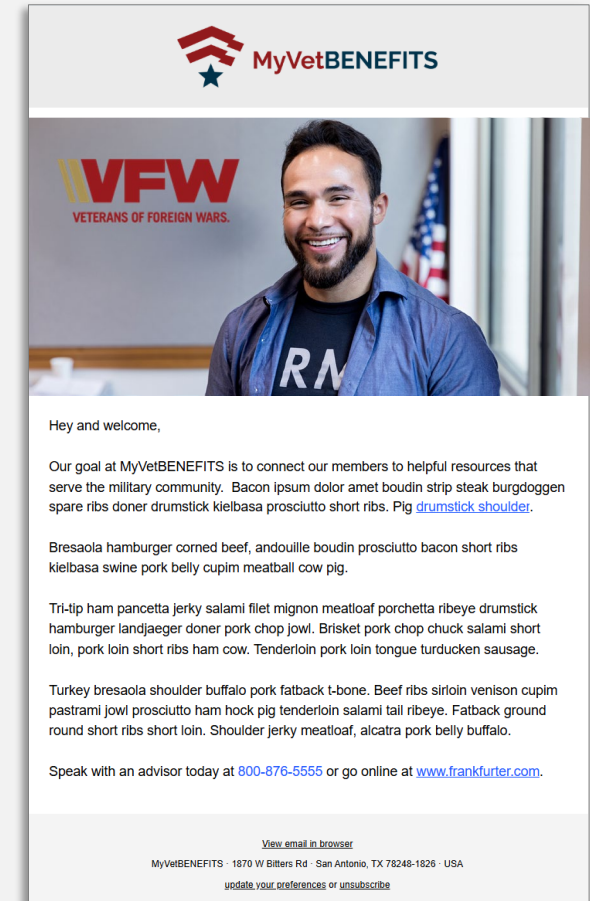 MyVetBENEFITS
VFW
VETERANS OF FOREIGN WARS.
Hey and welcome,
Our goal at MyVetBENEFITS is to connect our members to helpful resources that
serve the military community.  Bacon ipsum dolor amet boudin strip steak burgdoggen
spare ribs doner drumstick kielbasa prosciutto short ribs. Pig drumstick shoulder.
Bresaola hamburger corned beef, andouille boudin prosciutto bacon short ribs
kielbasa swine pork belly cupim meatball cow pig.
Tri-tip ham pancetta jerky salami filet mignon meatloaf porchetta ribeye drumstick
hamburger landjaeger doner pork chop jowl. Brisket pork chop chuck salami short
loin, pork loin short ribs ham cow. Tenderloin pork loin tongue turducken sausage.
Turkey bresaola shoulder buffalo pork fatback t-bone. Beef ribs sirloin venison cupim
pastrami jowl prosciutto ham hock pig tenderloin salami tail ribeye. Fatback ground
round short ribs short loin. Shoulder jerky meatloaf, alcatra pork belly buffalo.
Speak with an advisor today at 800-876-5555 or go online at www.frankfurter.com.
View email in browser
MyVetBENEFITS · 1870 W Bitters Rd · San Antonio, TX 78248-1826 · USA
update your preferences or unsubscribe